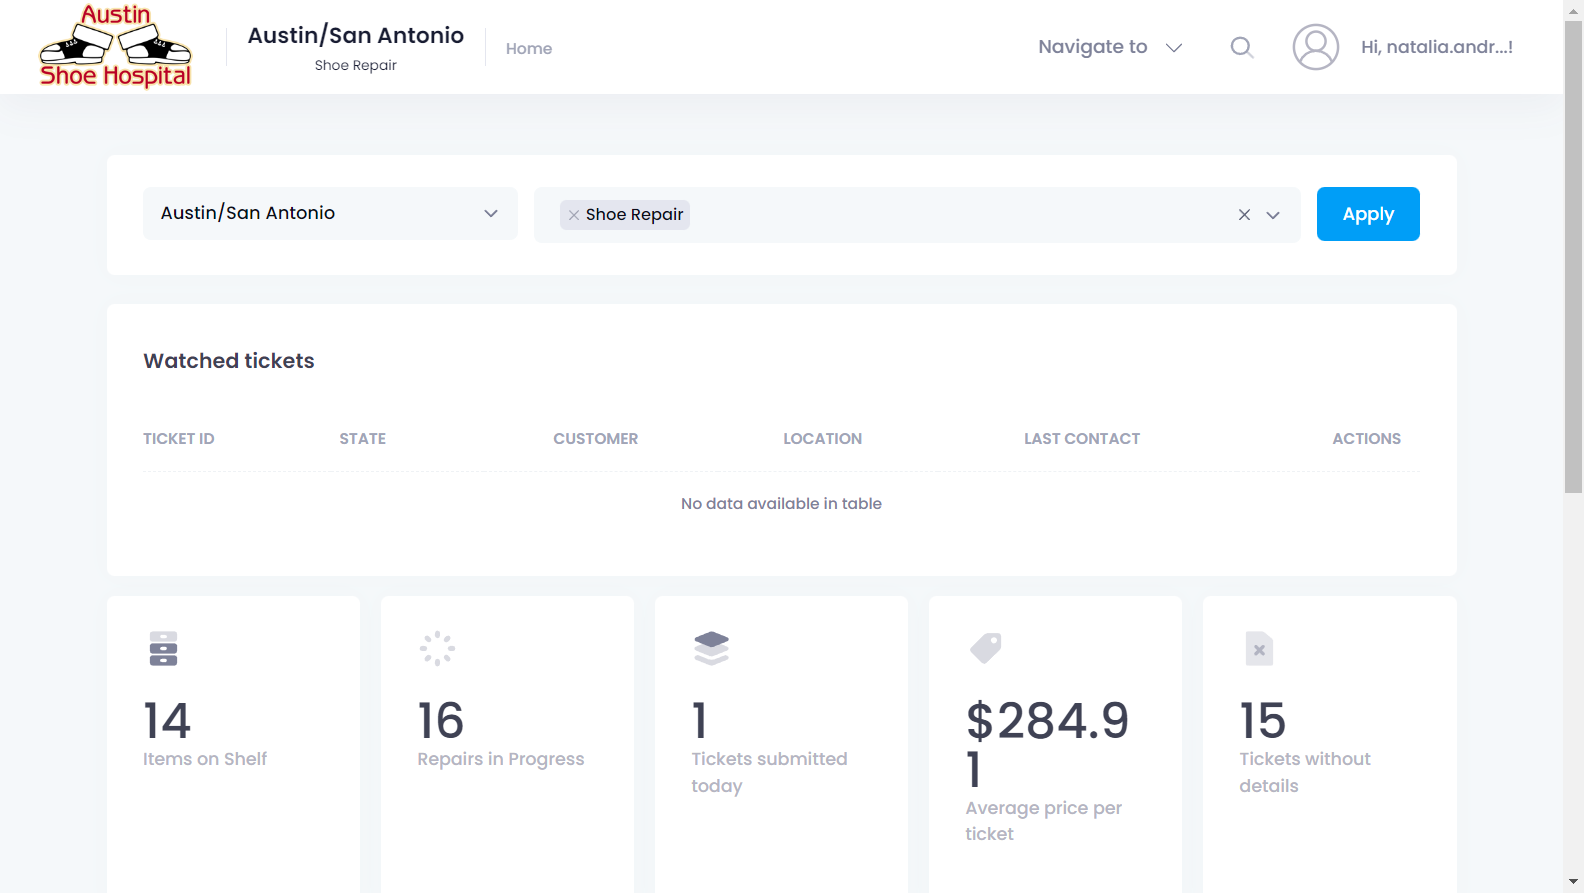 Austin
Shoe Hospital
Austin/San Antonio
Shoe Repair
Home
Navigate to
Hi, natalia.andr...!
Austin/San Antonio
Shoe Repair
Apply
Watched tickets
TICKET ID STATE CUSTOMER LOCATION LAST CONTACT ACTIONS
No data available in table
14
Items on Shelf
16
Repairs in Progress
1
Tickets submitted
today
$284.9
1
Average price per
ticket
15
Tickets without
details